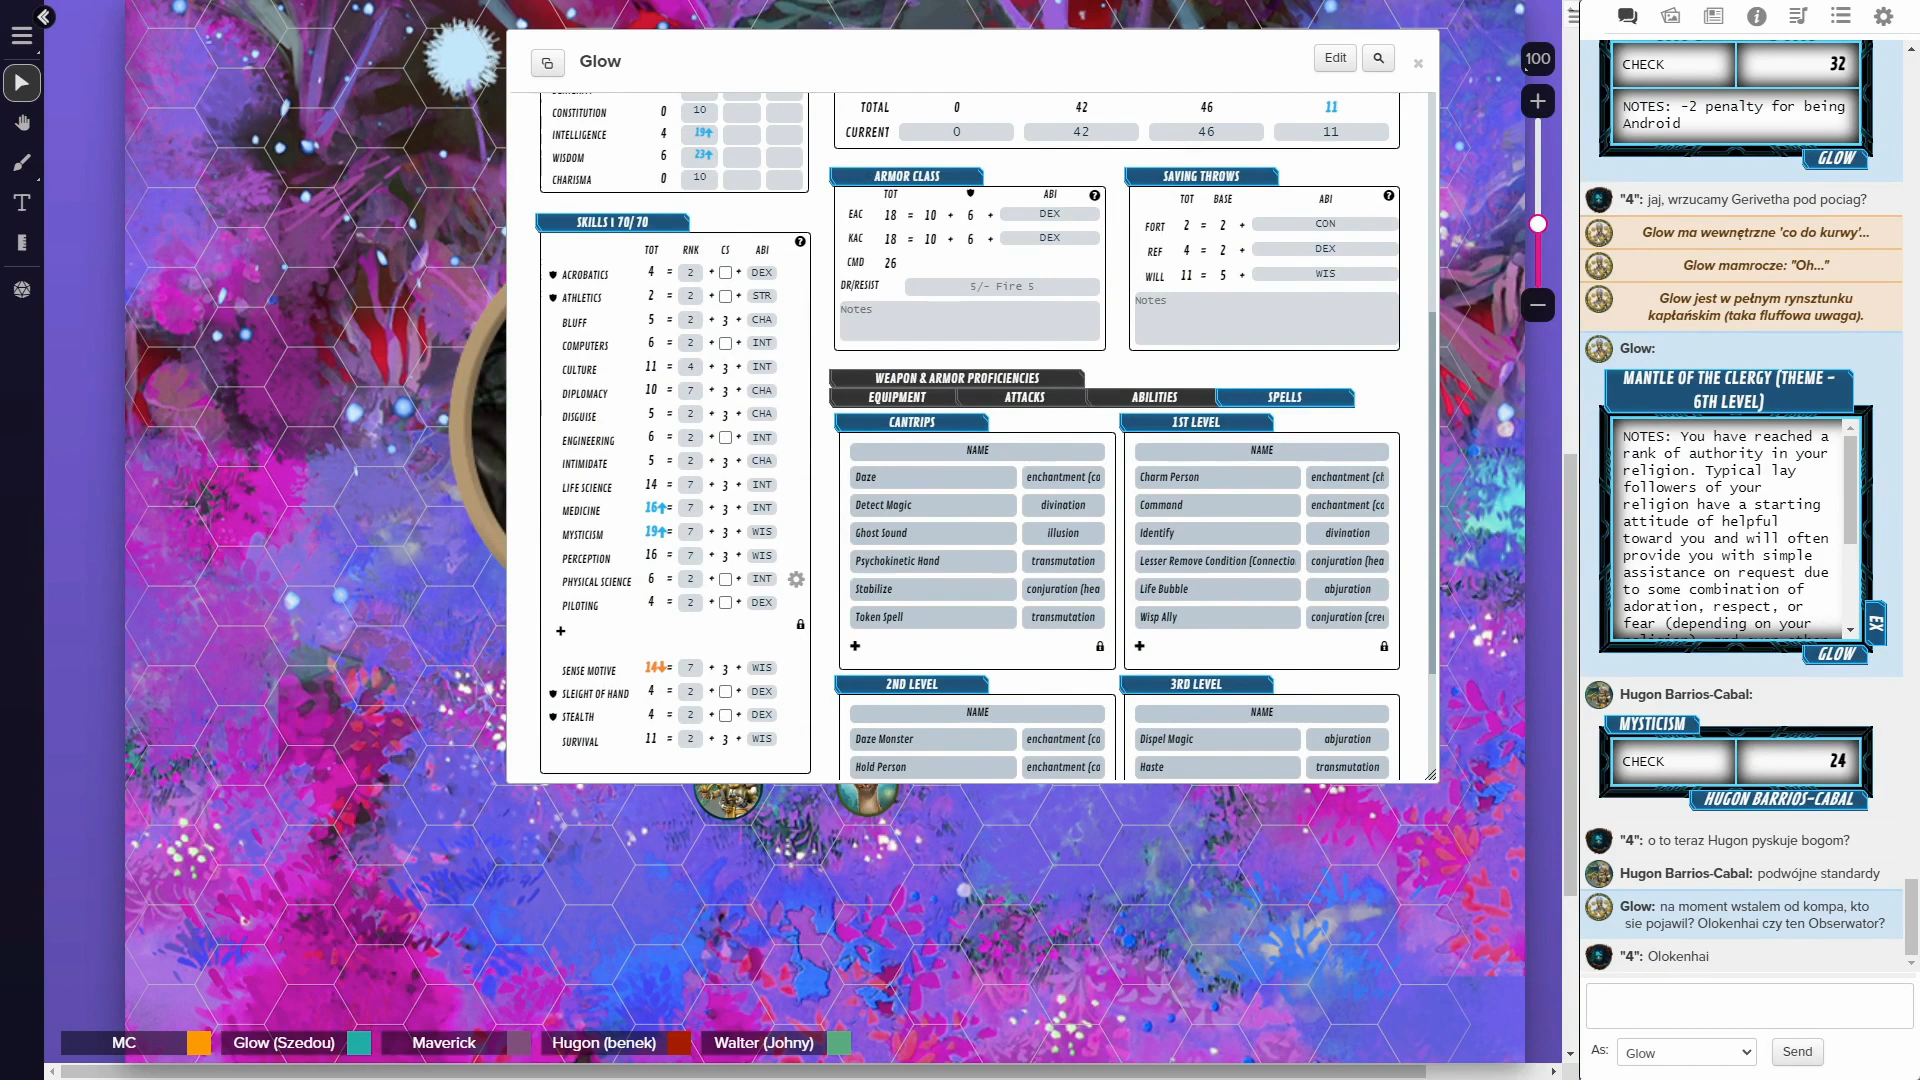 Glow
Edit
100
CONSTITUTION 0 10
INTELLIGENCE 4 19↑
WISDOM 6 23↑
CHARISMA 0 10
TOTAL 0 42 46 11
CURRENT 0 42 46 11
SKILLS | 70/ 70
TOT RNK CS ABI
ACROBATICS 4 = 2 + + DEX
ATHLETICS 2 = 2 + + STR
BLUFF 5 = 2 + 3 + CHA
COMPUTERS 6 = 2 + + INT
CULTURE 11 = 4 + 3 + INT
DIPLOMACY 10 = 7 + 3 + CHA
DISGUISE 5 = 2 + 3 + CHA
ENGINEERING 6 = 2 + + INT
INTIMIDATE 5 = 2 + 3 + CHA
LIFE SCIENCE 14 = 7 + 3 + INT
MEDICINE 16↑= 7 + 3 + INT
MYSTICISM 19↑= 7 + 3 + WIS
PERCEPTION 16 = 7 + 3 + WIS
PHYSICAL SCIENCE 6 = 2 + + INT
PILOTING 4 = 2 + + DEX
SENSE MOTIVE 14↓= 7 + 3 + WIS
SLEIGHT OF HAND 4 = 2 + + DEX
STEALTH 4 = 2 + + DEX
SURVIVAL 11 = 2 + 3 + WIS
ARMOR CLASS
TOT ABI
EAC 18 = 10 + 6 + DEX
KAC 18 = 10 + 6 + DEX
CMD 26
DR/RESIST 5/- Fire 5
Notes
SAVING THROWS
TOT BASE ABI
FORT 2 = 2 + CON
REF 4 = 2 + DEX
WILL 11 = 5 + WIS
Notes
WEAPON & ARMOR PROFICIENCIES
EQUIPMENT ATTACKS ABILITIES SPELLS
CANTRIPS
NAME
Daze enchantment (co
Detect Magic divination
Ghost Sound illusion
Psychokinetic Hand transmutation
Stabilize conjuration (hea
Token Spell transmutation
1ST LEVEL
NAME
Charm Person enchantment (ch
Command enchantment (co
Identify divination
Lesser Remove Condition (Connectio conjuration (hea
Life Bubble abjuration
Wisp Ally conjuration (cre
2ND LEVEL
NAME
Daze Monster enchantment (co
Hold Person enchantment (co
3RD LEVEL
NAME
Dispel Magic abjuration
Haste transmutation
MC
Glow (Szedou)
Maverick
Hugon (benek)
Walter (Johny)
CHECK 32
NOTES: -2 penalty for being
Android
GLOW
"4": jaj, wrzucamy Gerivetha pod pociag?
Glow ma wewnętrzne 'co do kurwy'...
Glow mamrocze: "Oh..."
Glow jest w pełnym rynsztunku
kapłańskim (taka fluffowa uwaga).
Glow:
MANTLE OF THE CLERGY (THEME -
6TH LEVEL)
NOTES: You have reached a
rank of authority in your
religion. Typical lay
followers of your
religion have a starting
attitude of helpful
toward you and will often
provide you with simple
assistance on request due
to some combination of
adoration, respect, or
fear (depending on your
EX
GLOW
Hugon Barrios-Cabal:
MYSTICISM
CHECK 24
HUGON BARRIOS-CABAL
"4": o to teraz Hugon pyskuje bogom?
Hugon Barrios-Cabal: podwójne standardy
Glow: na moment wstalem od kompa, kto
sie pojawil? Olokenhai czy ten Obserwator?
"4": Olokenhai
As: Glow
Send